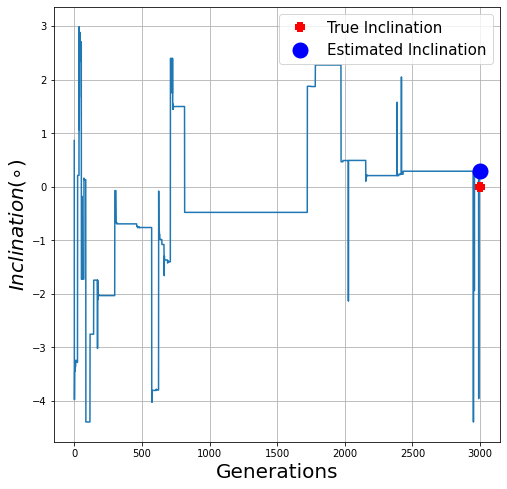 True Inclination
Estimated Inclination
3
2
1
0
−1
−2
−3
−4
Inclination(∘)
0 500 1000 1500 2000 2500 3000
Generations